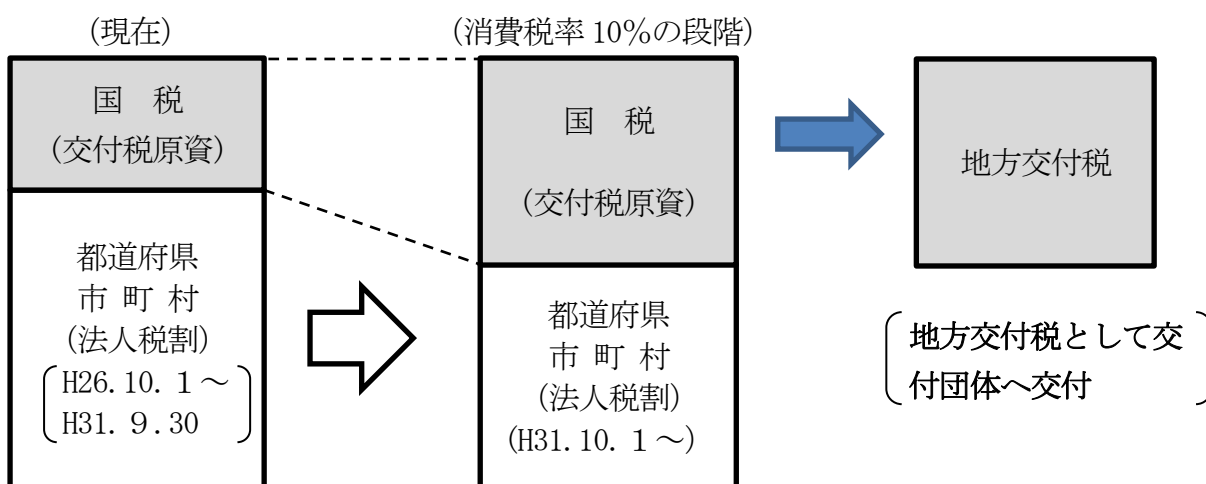 (現在)
国　税
(交付税原資)
都道府県
市 町 村
(法人税割)
H26.10.１～
H31.９.30
(消費税率 10％の段階)
国　税
(交付税原資)
都道府県
市 町 村
(法人税割)
(H31.10.１～)
地方交付税
地方交付税として交
付団体へ交付